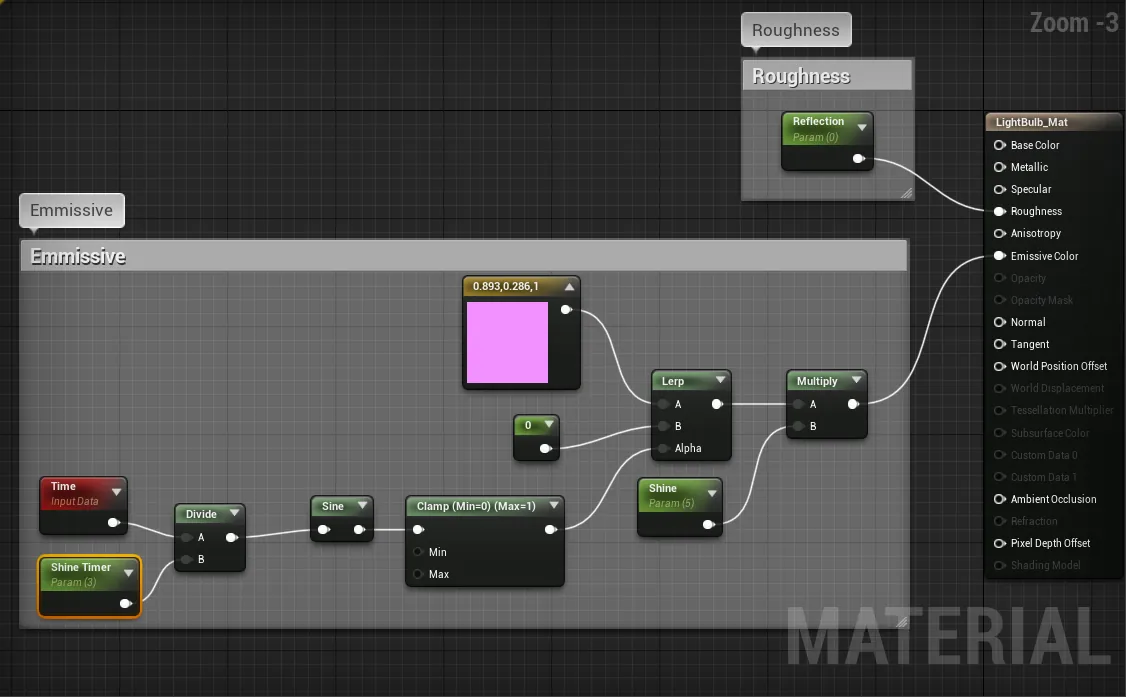 Zoom -3
Roughness
Roughness
Reflection
Param (0)
Emmissive
Emmissive
0.893,0.286,1
0
Time
Input Data
Shine Timer
Param (3)
Divide
A
B
Sine
Clamp (Min=0) (Max=1)
Min
Max
Lerp
A
B
Alpha
Shine
Param (5)
Multiply
A
B
LightBulb_Mat
Base Color
Metallic
Specular
Roughness
Anisotropy
Emissive Color
Opacity
Opacity Mask
Normal
Tangent
World Position Offset
World Displacement
Tessellation Multiplier
Subsurface Color
Custom Data 0
Custom Data 1
Ambient Occlusion
Refraction
Pixel Depth Offset
Shading Model
MATERIAL